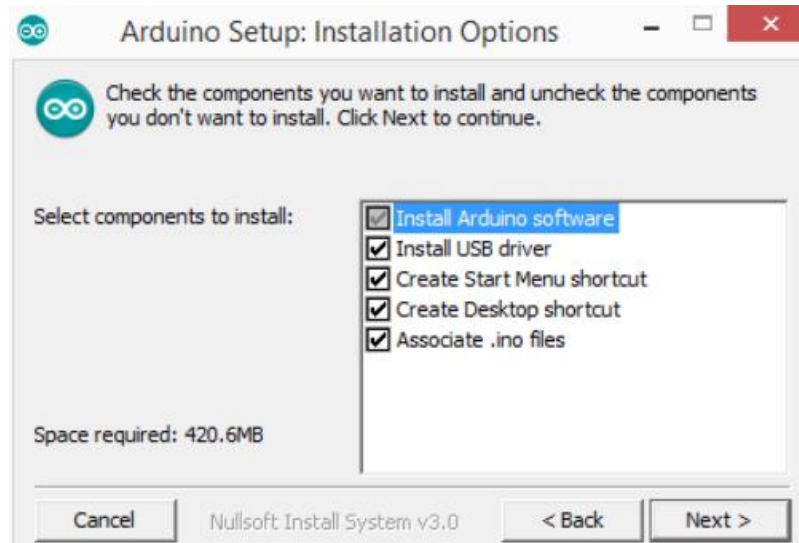 Arduino Setup: Installation Options
Check the components you want to install and uncheck the components
you don't want to install. Click Next to continue.
Select components to install:
Install Arduino software
Install USB driver
Create Start Menu shortcut
Create Desktop shortcut
Associate .ino files
Space required: 420.6MB
Cancel
Nullsoft Install System v3.0
< Back
Next >